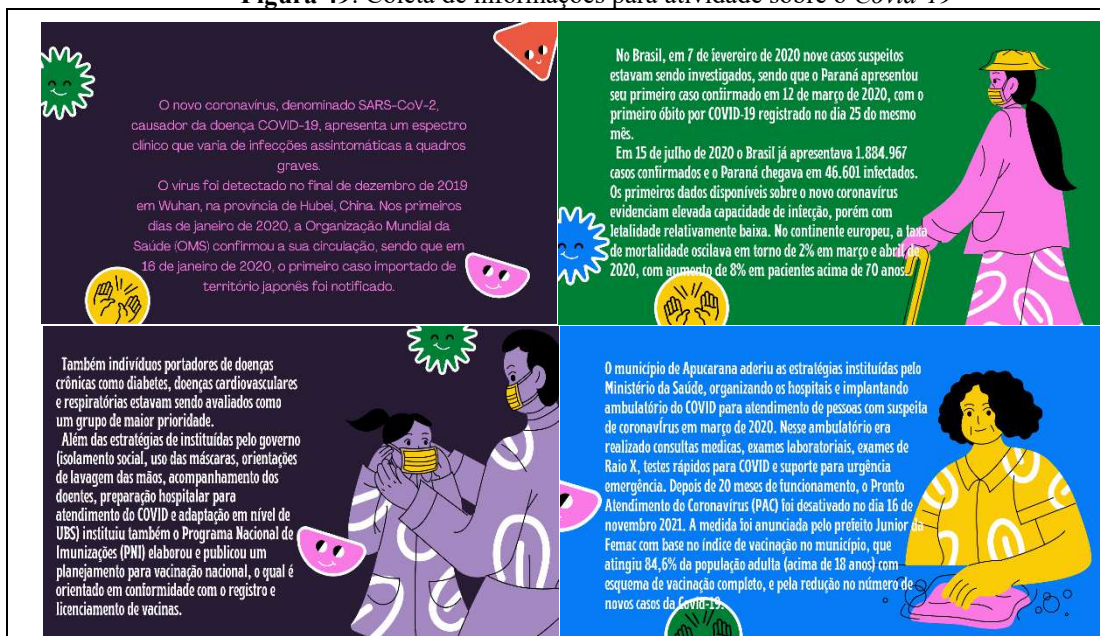 Figura 49: Coleta de informações para atividade sobre o Covid-19
O novo coronavírus, denominado SARS-CoV-2,
causador da doença COVID-19, apresenta um espectro
clínico que varia de infecções assintomáticas a quadros
graves.
O vírus foi detectado no final de dezembro de 2019
em Wuhan, na província de Hubei, China. Nos primeiros
dias de janeiro de 2020, a Organização Mundial da
Saúde (OMS) confirmou a sua circulação, sendo que em
16 de janeiro de 2020, o primeiro caso importado de
território japonês foi notificado.
No Brasil, em 7 de fevereiro de 2020 nove casos suspeitos
estavam sendo investigados, sendo que o Paraná apresentou
seu primeiro caso confirmado em 12 de março de 2020, com o
primeiro óbito por COVID-19 registrado no dia 25 do mesmo
mês.
Em 15 de julho de 2020 o Brasil já apresentava 1.884.967
casos confirmados e o Paraná chegava em 46.601 infectados.
Os primeiros dados disponíveis sobre o novo coronavírus
evidenciam elevada capacidade de infecção, porém com
letalidade relativamente baixa. No continente europeu, a taxa
de mortalidade oscilava em torno de 2% em março e abril de
2020, com aumento de 8% em pacientes acima de 70 anos.
Também indivíduos portadores de doenças
crônicas como diabetes, doenças cardiovasculares
e respiratórias estavam sendo avaliados como
um grupo de maior prioridade.
Além das estratégias de instituídas pelo governo
(isolamento social, uso das máscaras, orientações
de lavagem das mãos, acompanhamento dos
doentes, preparação hospitalar para
atendimento do COVID e adaptação em nível de
UBS) instituiu também o Programa Nacional de
Imunizações (PNI) elaborou e publicou um
planejamento para vacinação nacional, o qual é
orientado em conformidade com o registro e
licenciamento de vacinas.
O município de Apucarana aderiu as estratégias instituídas pelo
Ministério da Saúde, organizando os hospitais e implantando
ambulatório do COVID para atendimento de pessoas com suspeita
de coronavírus em março de 2020. Nesse ambulatório era
realizado consultas medicas, exames laboratoriais, exames de
Raio X, testes rápidos para COVID e suporte para urgência
emergência. Depois de 20 meses de funcionamento, o Pronto
Atendimento do Coronavírus (PAC) foi desativado no dia 16 de
novembro 2021. A medida foi anunciada pelo prefeito Junior da
Femac com base no índice de vacinação no município, que
atingiu 84,6% da população adulta (acima de 18 anos) com
esquema de vacinação completo, e pela redução no número de
novos casos da Covid-19.